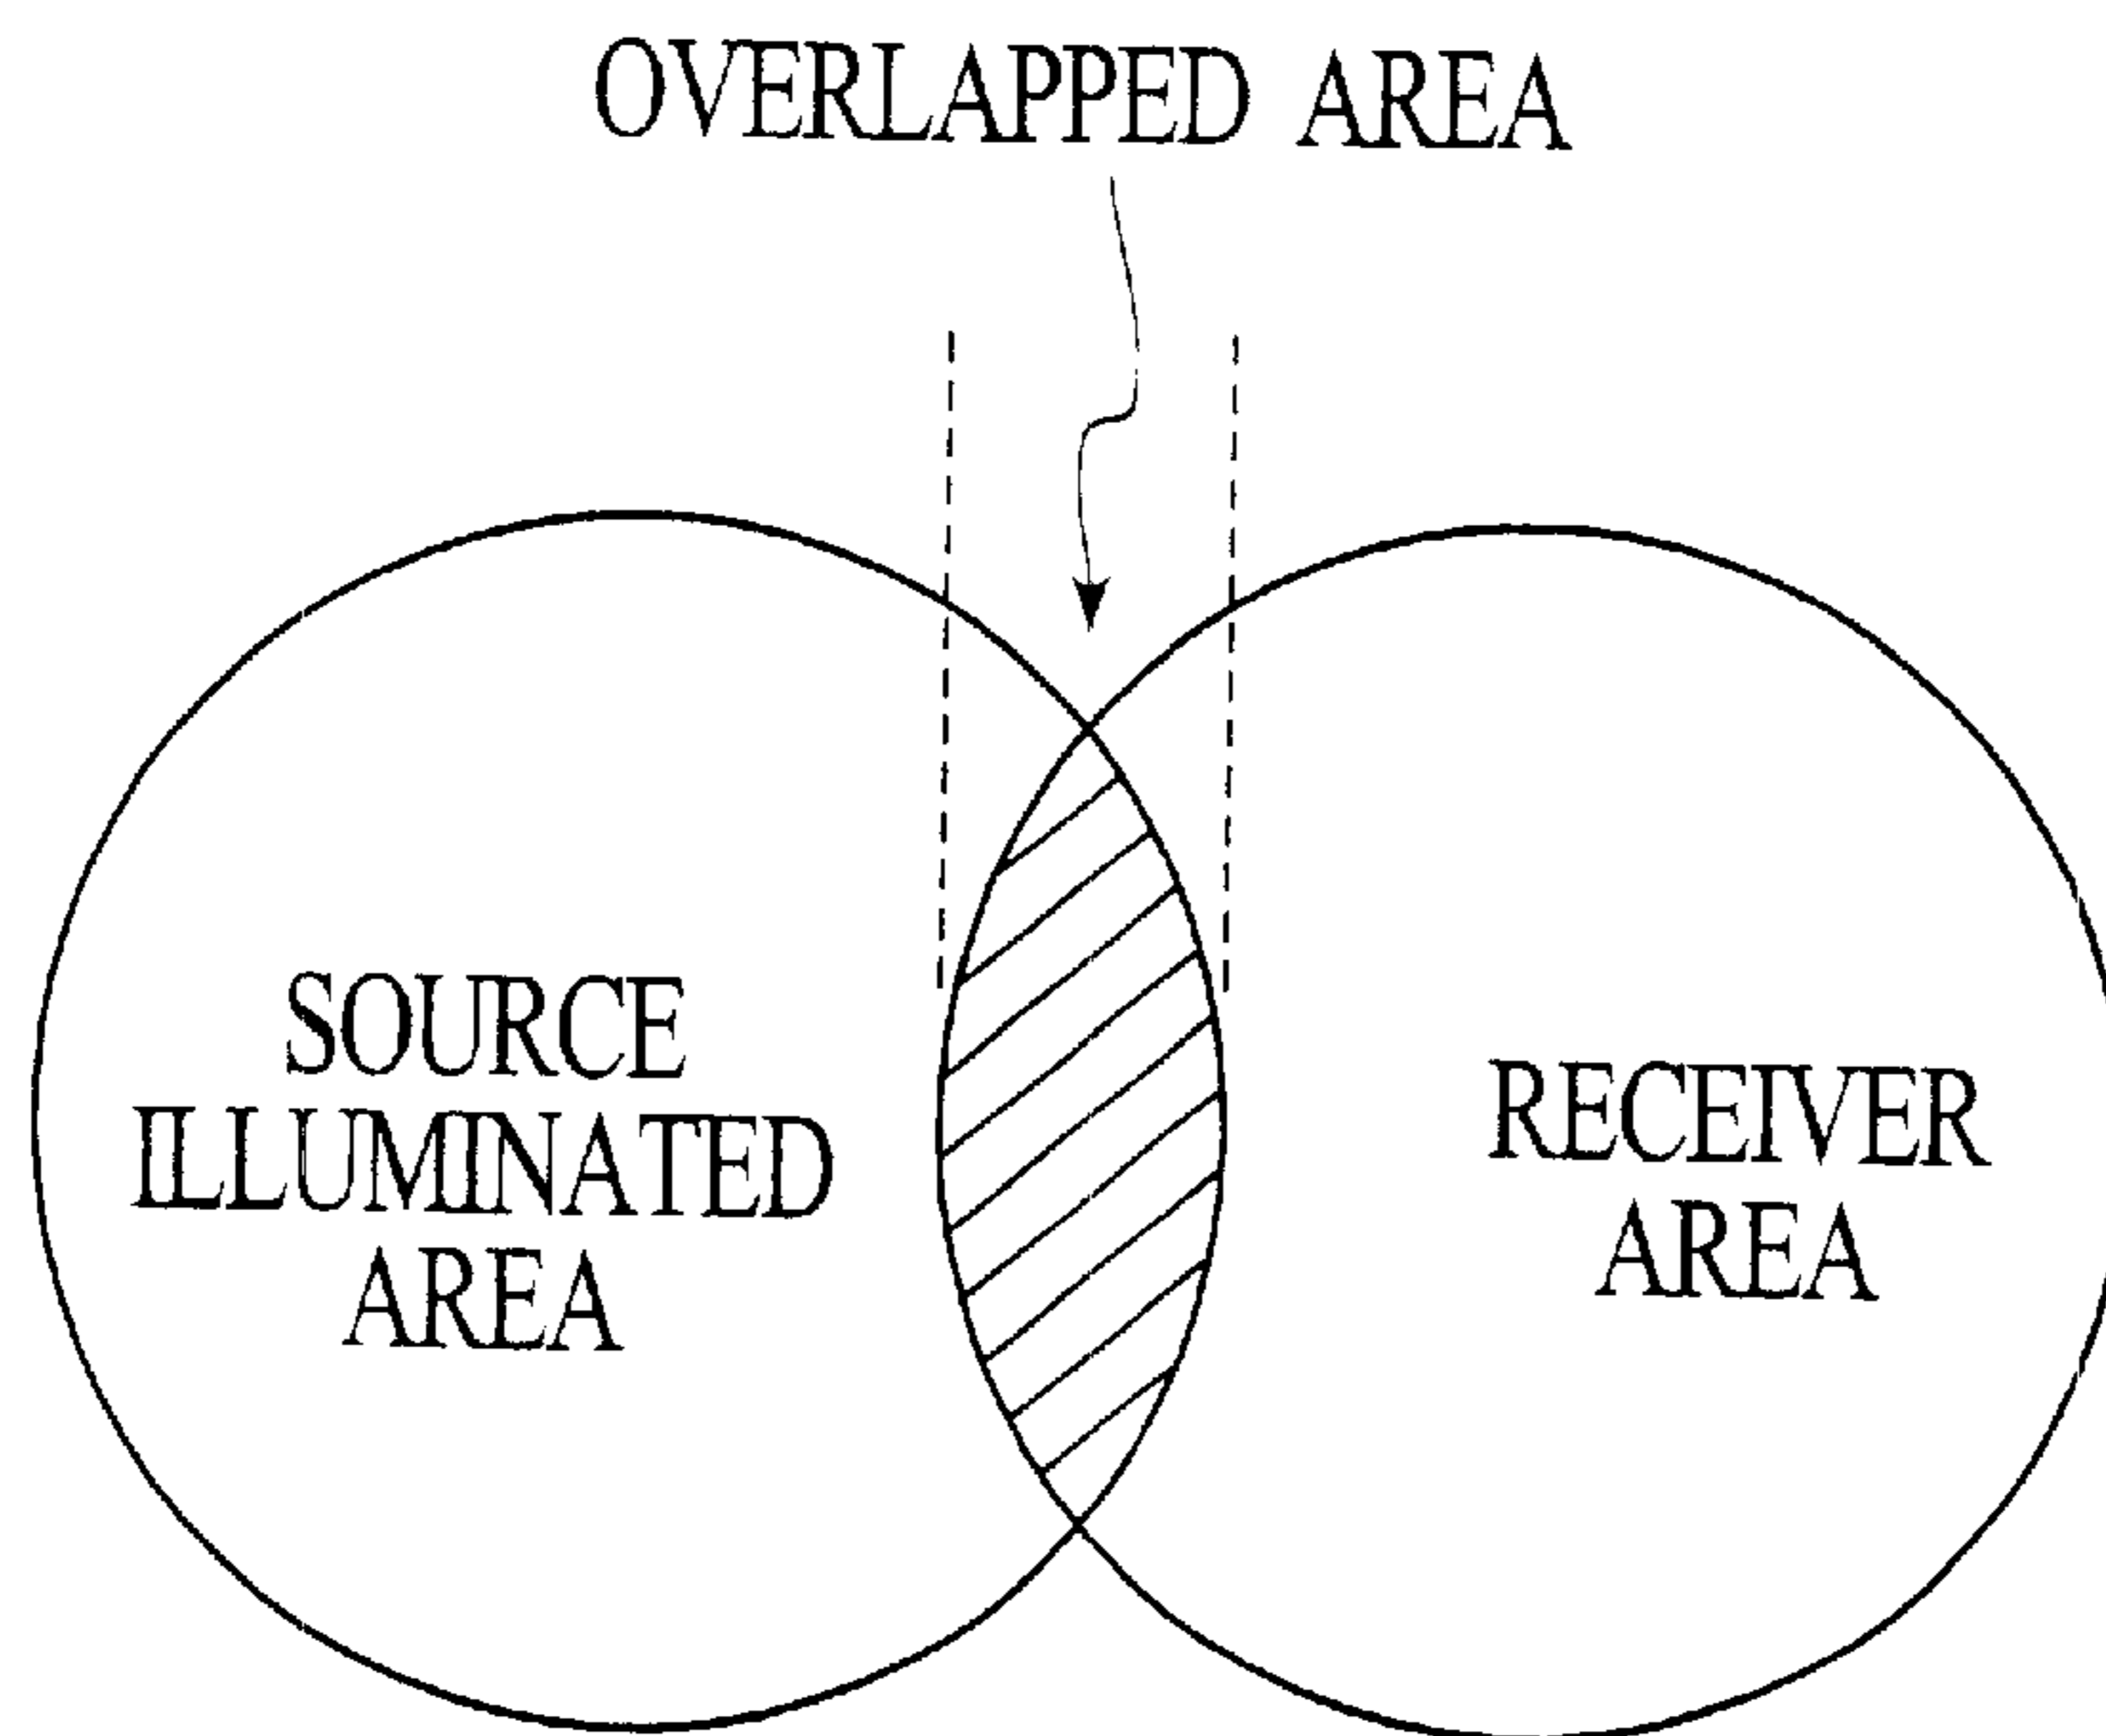 OVERLAPPED AREA
SOURCE
ILLUMINATED
AREA
RECEIVER
AREA